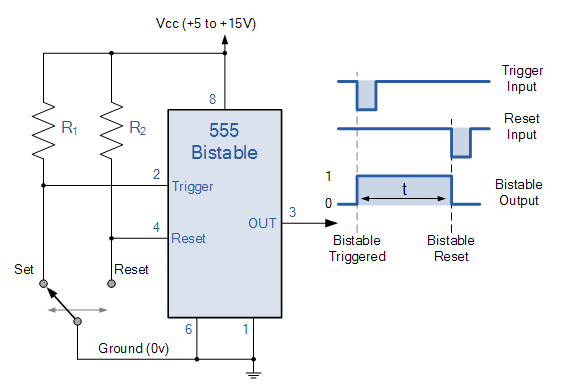 Vcc (+5 to +15V)
8
R1
R2
555
Bistable
2
Trigger
4
Reset
OUT
3
Set
Reset
6
1
Ground (0v)
Trigger
Input
Reset
Input
1
0
t
Bistable
Output
Bistable
Triggered
Bistable
Reset